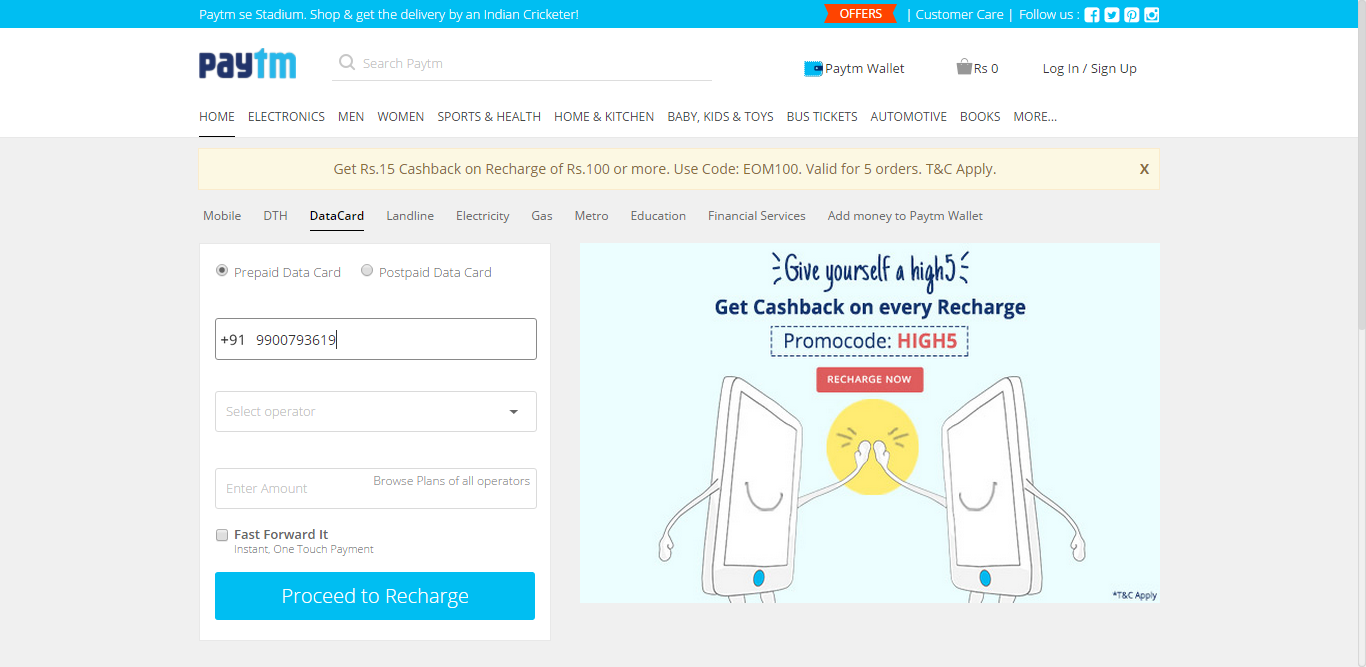 Paytm se Stadium. Shop & get the delivery by an Indian Cricketer!
OFFERS | Customer Care | Follow us :
paytm
Search Paytm
Paytm Wallet
Rs 0
Log In / Sign Up
HOME ELECTRONICS MEN WOMEN SPORTS & HEALTH HOME & KITCHEN BABY, KIDS & TOYS BUS TICKETS AUTOMOTIVE BOOKS MORE...
Get Rs.15 Cashback on Recharge of Rs.100 or more. Use Code: EOM100. Valid for 5 orders. T&C Apply. X
Mobile DTH DataCard Landline Electricity Gas Metro Education Financial Services Add money to Paytm Wallet
Prepaid Data Card Postpaid Data Card
+91 9900793619
Select operator
Enter Amount Browse Plans of all operators
Fast Forward It
Instant, One Touch Payment
Proceed to Recharge
Give yourself a high5
Get Cashback on every Recharge
Promocode: HIGH5
RECHARGE NOW
*T&C Apply